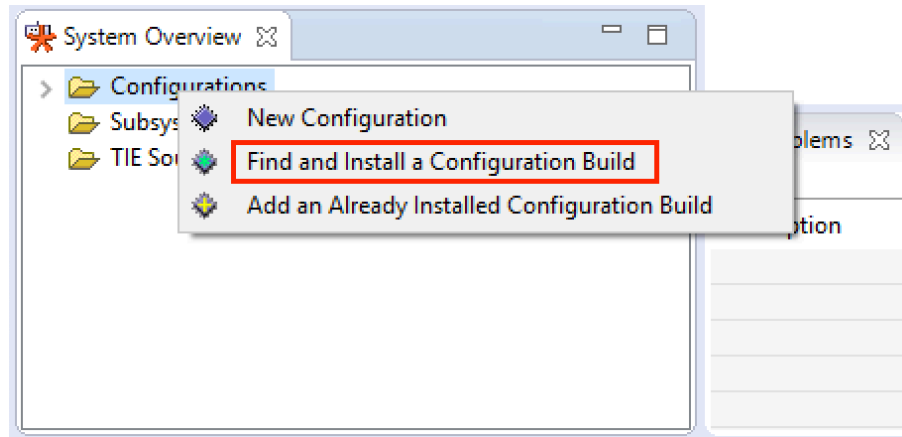 System Overview
Configurations
Subsys
New Configuration
TIE Sou
Find and Install a Configuration Build
Add an Already Installed Configuration Build
blems
ption